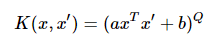 K(x, x′) = (ax^T x′ + b)^Q